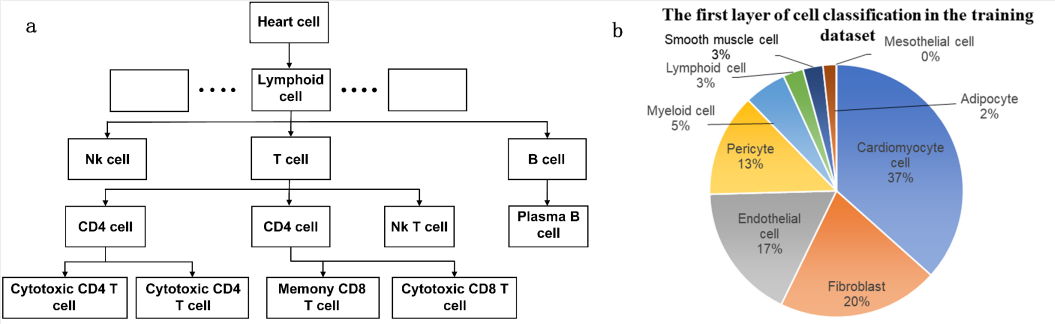 a
Heart cell
Lymphoid
cell
Nk cell
T cell
B cell
CD4 cell
CD4 cell
Nk T cell
Plasma B
cell
Cytotoxic CD4 T
cell
Cytotoxic CD4
T cell
Memony CD8
T cell
Cytotoxic CD8 T
cell
b
The first layer of cell classification in the training
dataset
Smooth muscle cell
3%
Mesothelial cell
0%
Lymphoid cell
3%
Adipocyte
2%
Myeloid cell
5%
Pericyte
13%
Cardiomyocyte
cell
37%
Endothelial
cell
17%
Fibroblast
20%